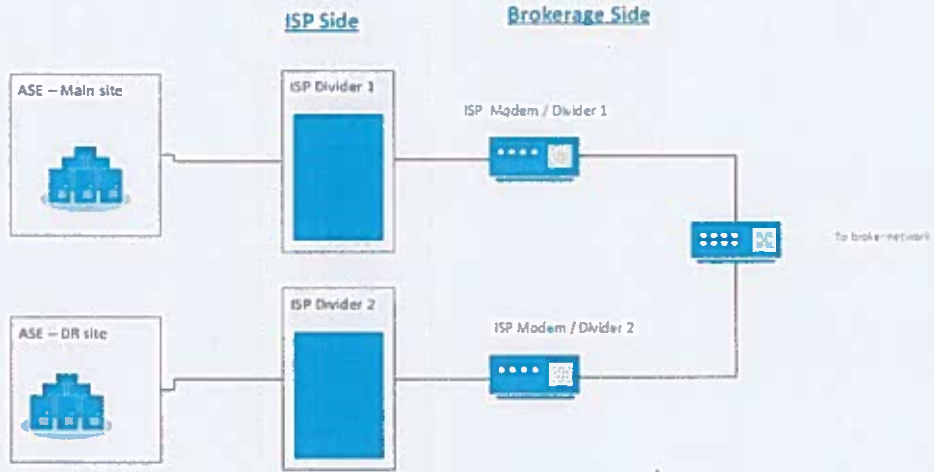 ISP Side
Brokerage Side
ASE – Main site
ISP Divider 1
ISP Modem / Divider 1
To broker network
ASE – DR site
ISP Divider 2
ISP Modem / Divider 2